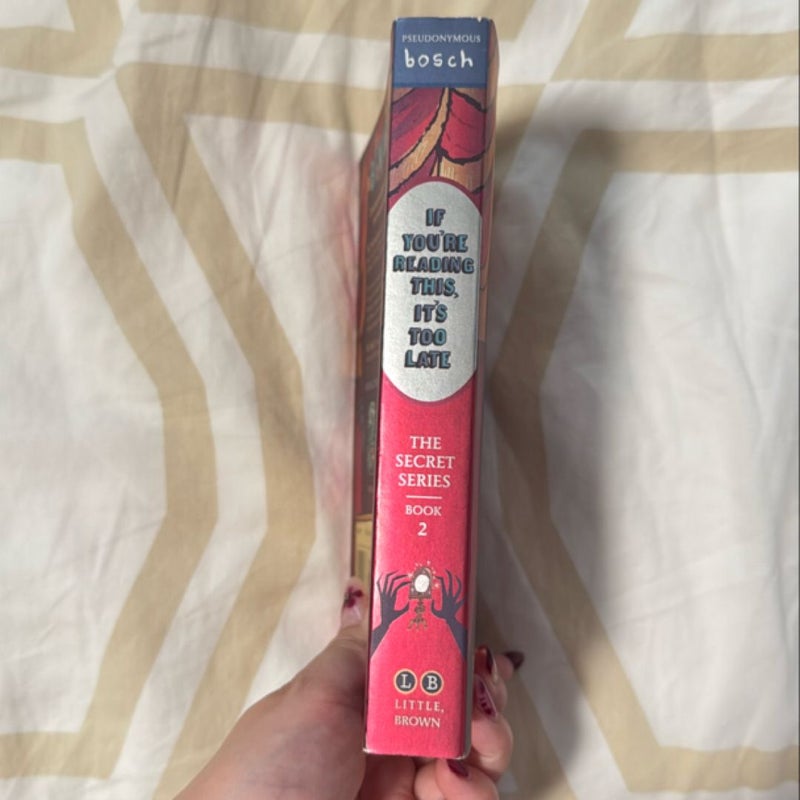 PSEUDONYMOUS
bosch
IF
YOU'RE
READING
THIS,
IT'S
TOO
LATE
THE
SECRET
SERIES
BOOK
2
L B
LITTLE,
BROWN